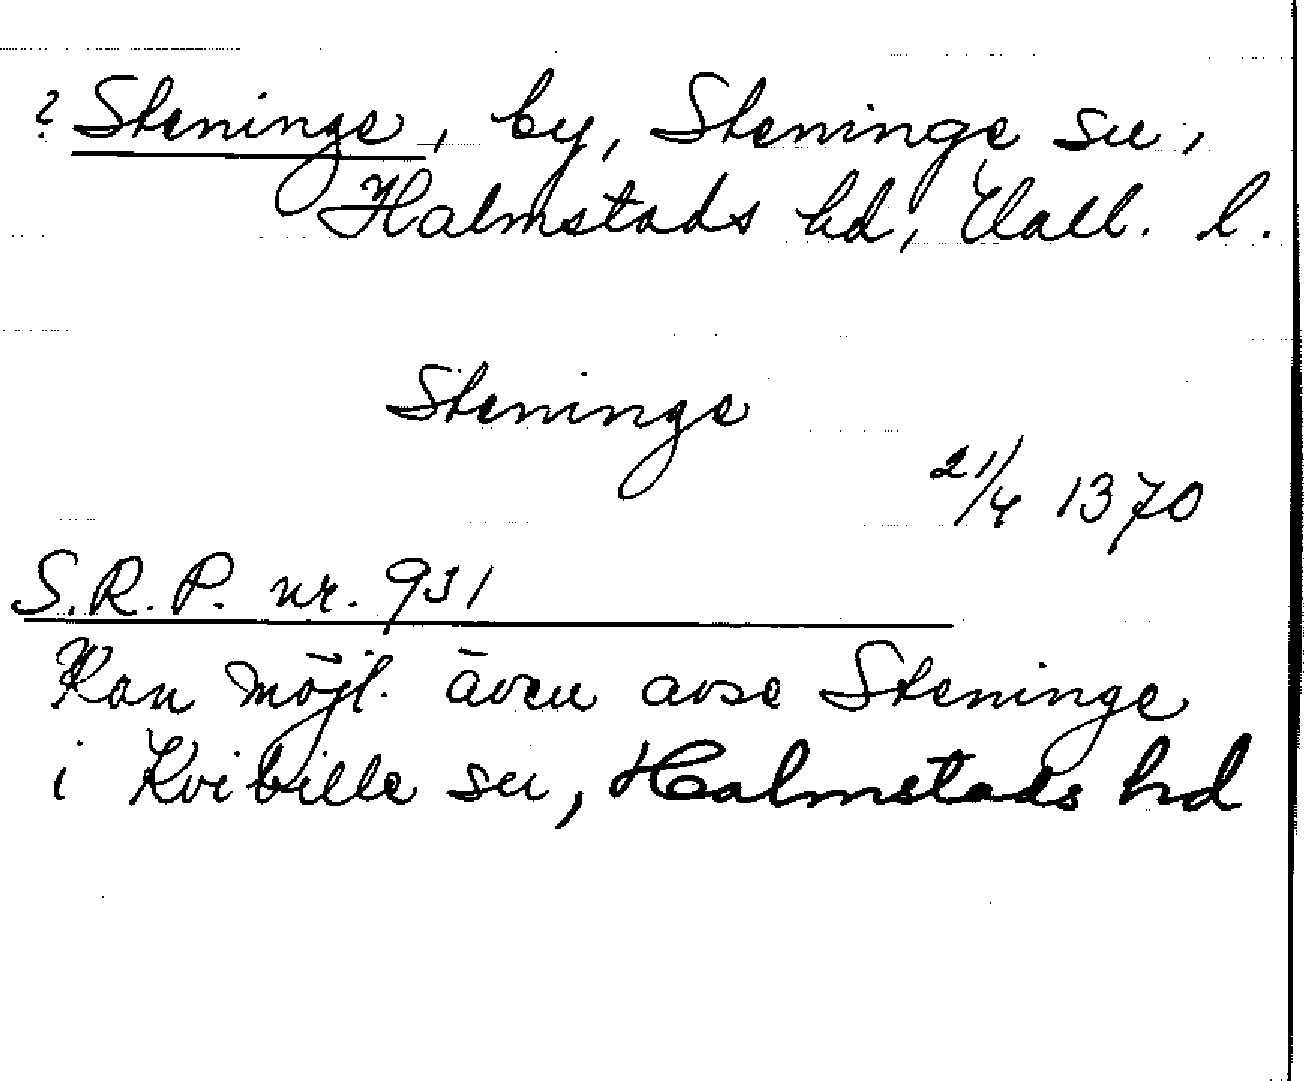 ? Steninge, by, Steninge sn,
Halmstads hd, Hall. l.
Steninge
21/4 1370
S.R.P. nr. 931
Kan möjl. även avse Steninge
i Kvibille sn, Halmstads hd